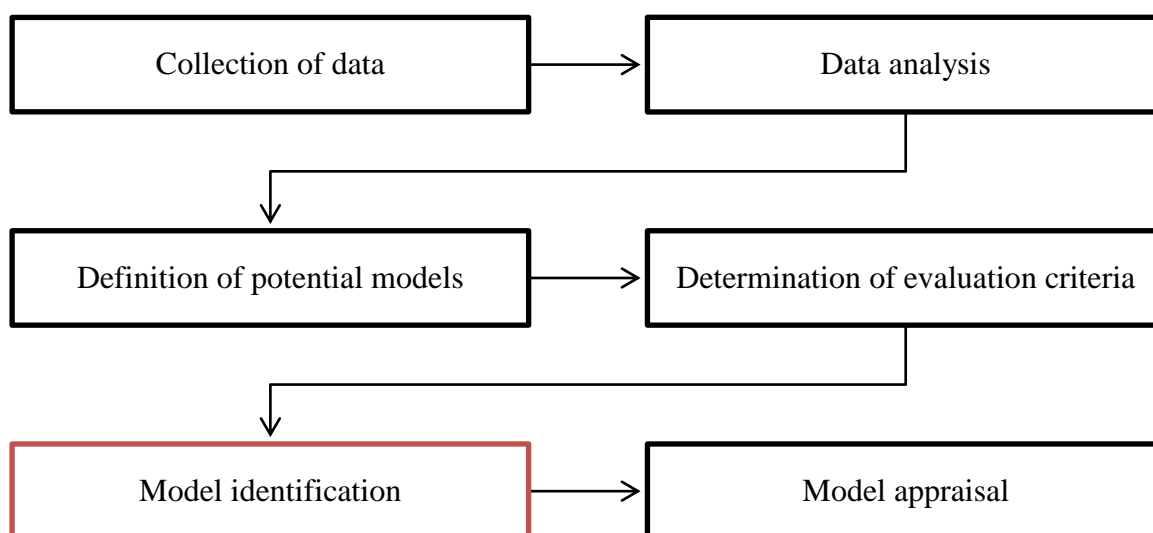 Collection of data
Data analysis
Definition of potential models
Determination of evaluation criteria
Model identification
Model appraisal